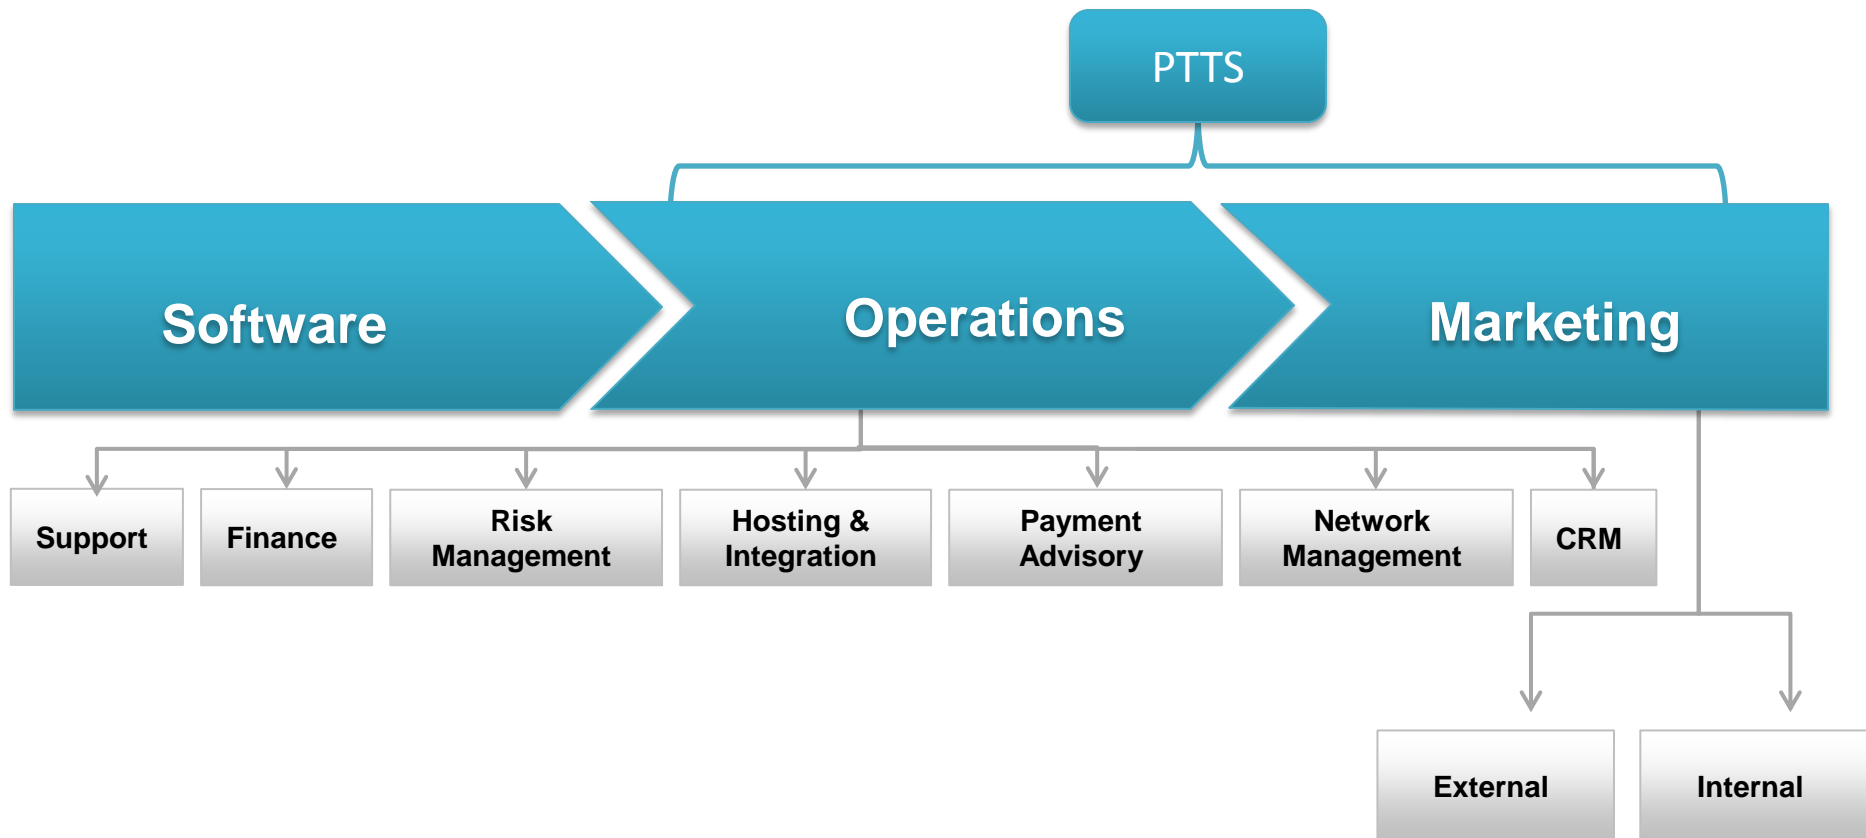 PTTS
Software
Operations
Marketing
Support
Finance
Risk
Management
Hosting &
Integration
Payment
Advisory
Network
Management
CRM
External
Internal